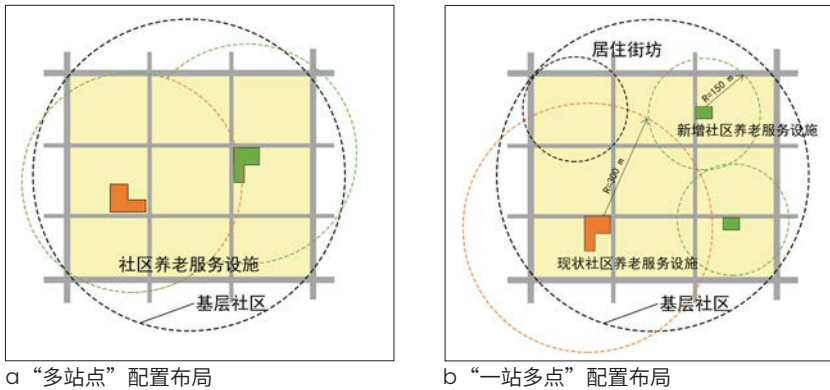 社区养老服务设施
基层社区
a “多站点”配置布局
居住街坊
R=150 m
新增社区养老服务设施
R=300 m
现状社区养老服务设施
基层社区
b “一站多点”配置布局